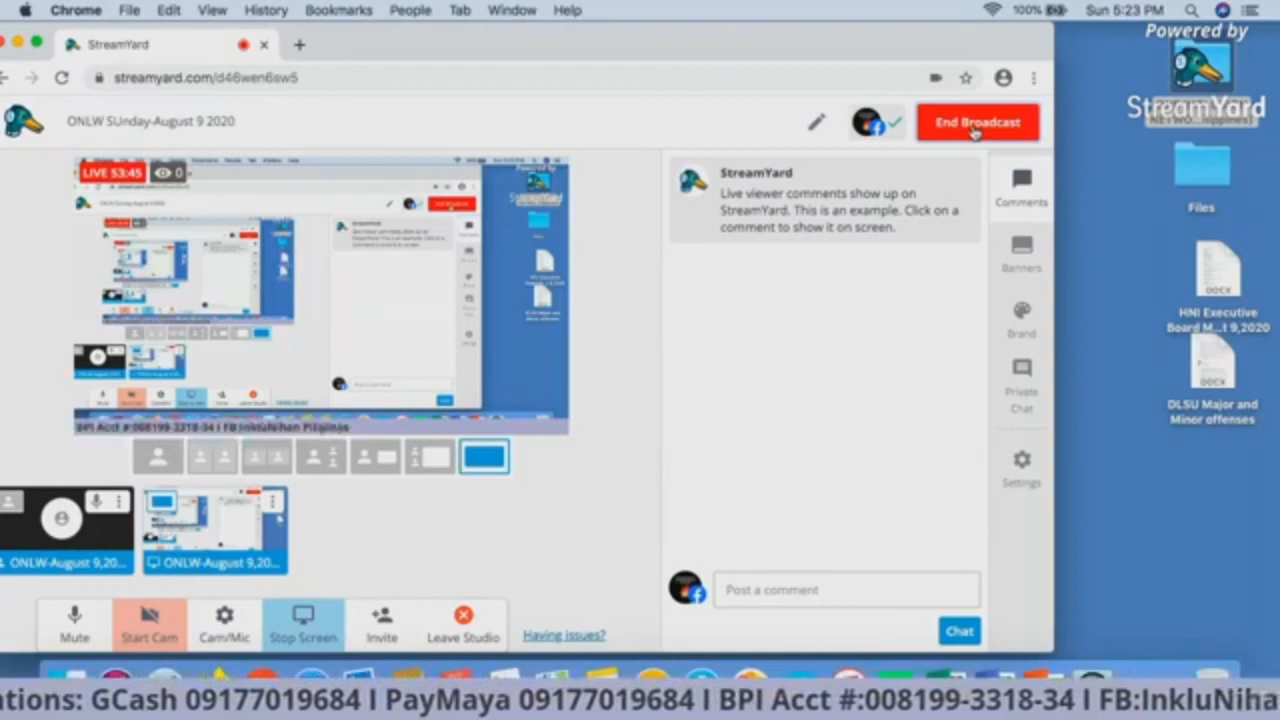 Chrome File Edit View History Bookmarks People Tab Window Help 100% Sun 5:23 PM
Powered by
StreamYard
StreamYard
streamyard.com/d46wen6sw5
ONLW SUnday-August 9 2020
End Broadcast
LIVE 53:45 0
StreamYard
Live viewer comments show up on
StreamYard. This is an example. Click on a
comment to show it on screen.
Comments
Banners
Brand
Private
Chat
Settings
Files
DOCX
HNI Executive
Board M...t 9,2020
DOCX
DLSU Major and
Minor offenses
BPI Acct #:008199-3318-34 I FB:InkluNihan Pilipinas
ONLW-August 9,20...
ONLW-August 9,20...
Post a comment
Chat
Mute
Start Cam
Cam/Mic
Stop Screen
Invite
Leave Studio
Having issues?
ations: GCash 09177019684 I PayMaya 09177019684 I BPI Acct #:008199-3318-34 I FB:InkluNiha